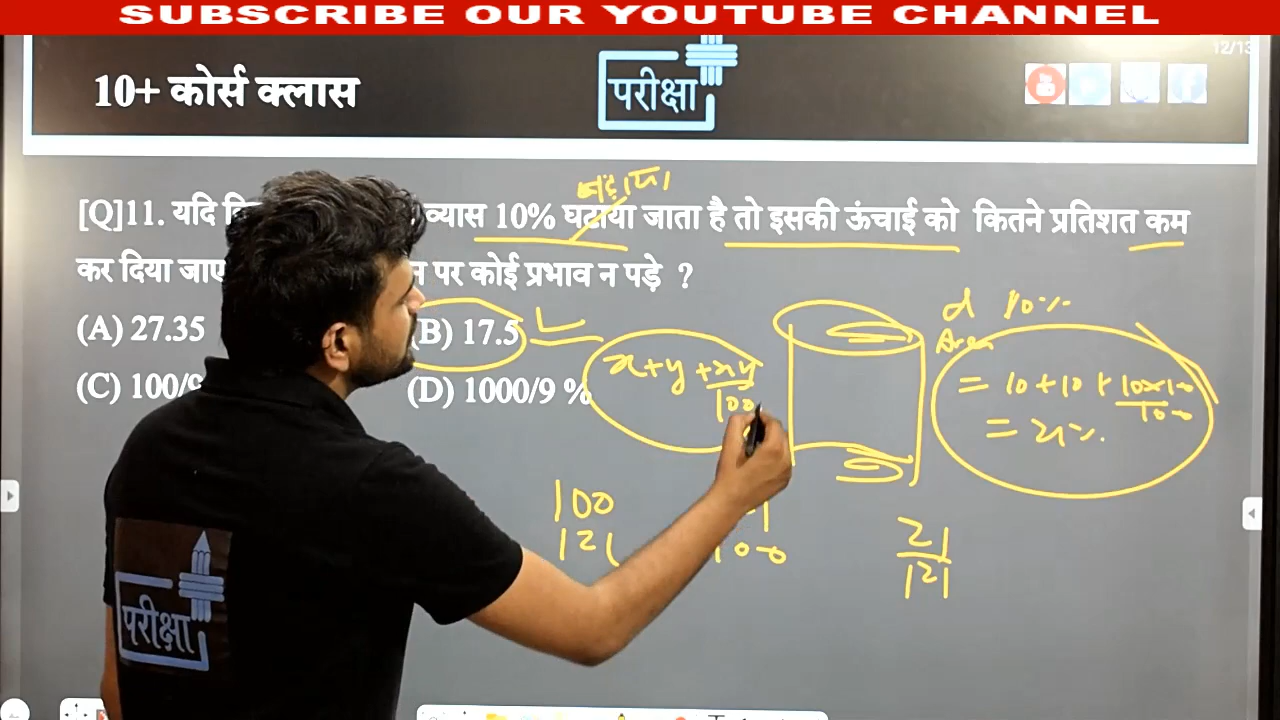 SUBSCRIBE OUR YOUTUBE CHANNEL
12/13
10+ कोर्स क्लास
परीक्षा
बढ़ाया
[Q]11. यदि व्यास 10% घटाया जाता है तो इसकी ऊंचाई को कितने प्रतिशत कम
कर दिया जाए पर कोई प्रभाव न पड़े ?
(A) 27.35
(B) 17.5
(C) 100/9
(D) 1000/9 %
x+y+xy/100
d 10%
Area
= 10+10+10×10/100
= 21%.
100
121
100
21/121
परीक्षा